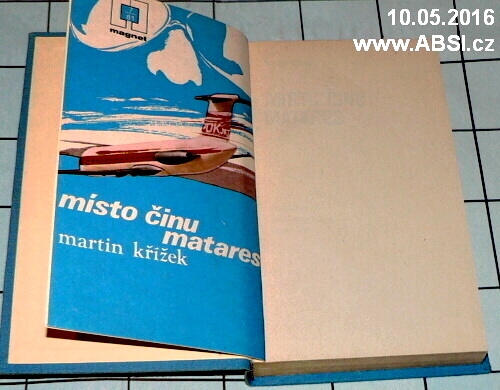 10.05.2016
www.ABSI.cz
magnet
OK
místo činu
matares
martin křížek